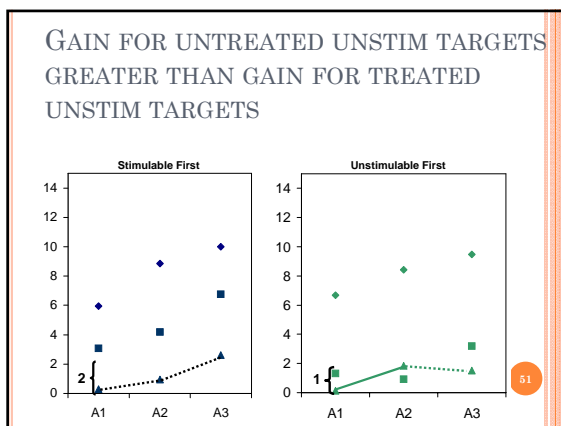 GAIN FOR UNTREATED UNSTIM TARGETS
GREATER THAN GAIN FOR TREATED
UNSTIM TARGETS
Stimulable First
14
12
10
8
6
4
2
0
2
A1 A2 A3
Unstimulable First
14
12
10
8
6
4
2
0
1
A1 A2 A3
51